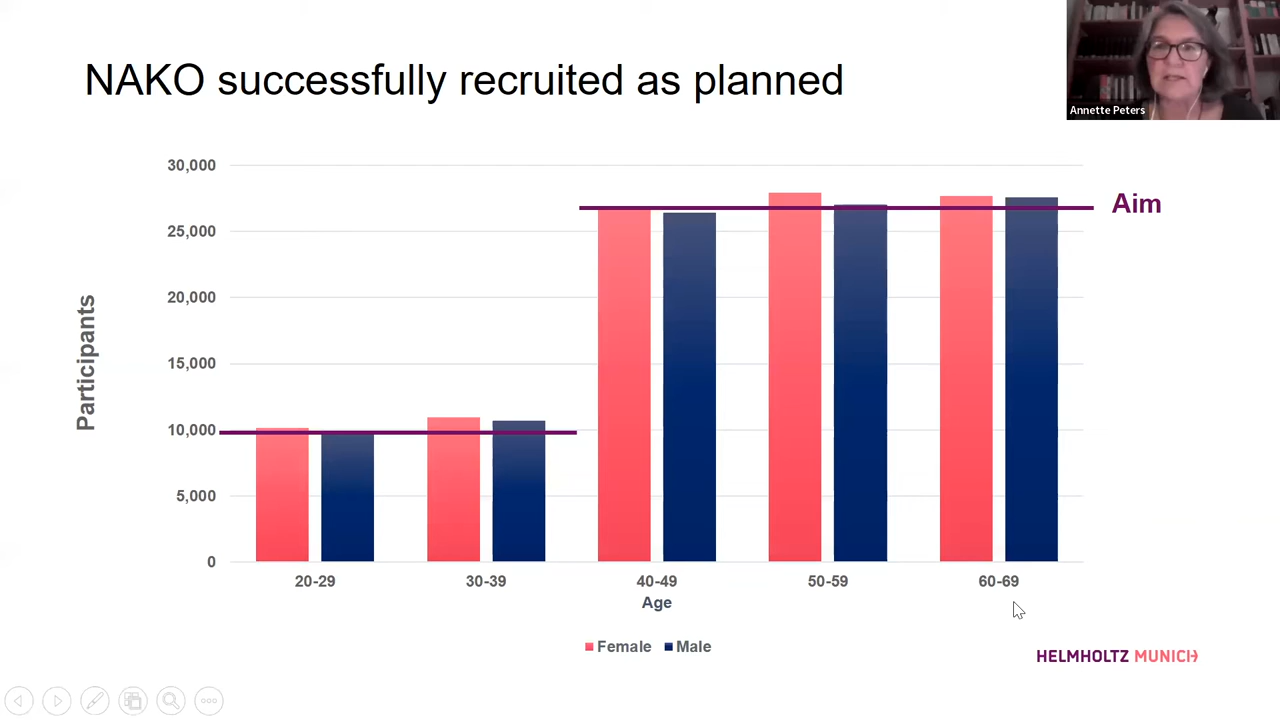 NAKO successfully recruited as planned
Annette Peters
30,000
25,000
20,000
15,000
10,000
5,000
0
Participants
Aim
20-29
30-39
40-49
50-59
60-69
Age
Female
Male
HELMHOLTZ MUNICH